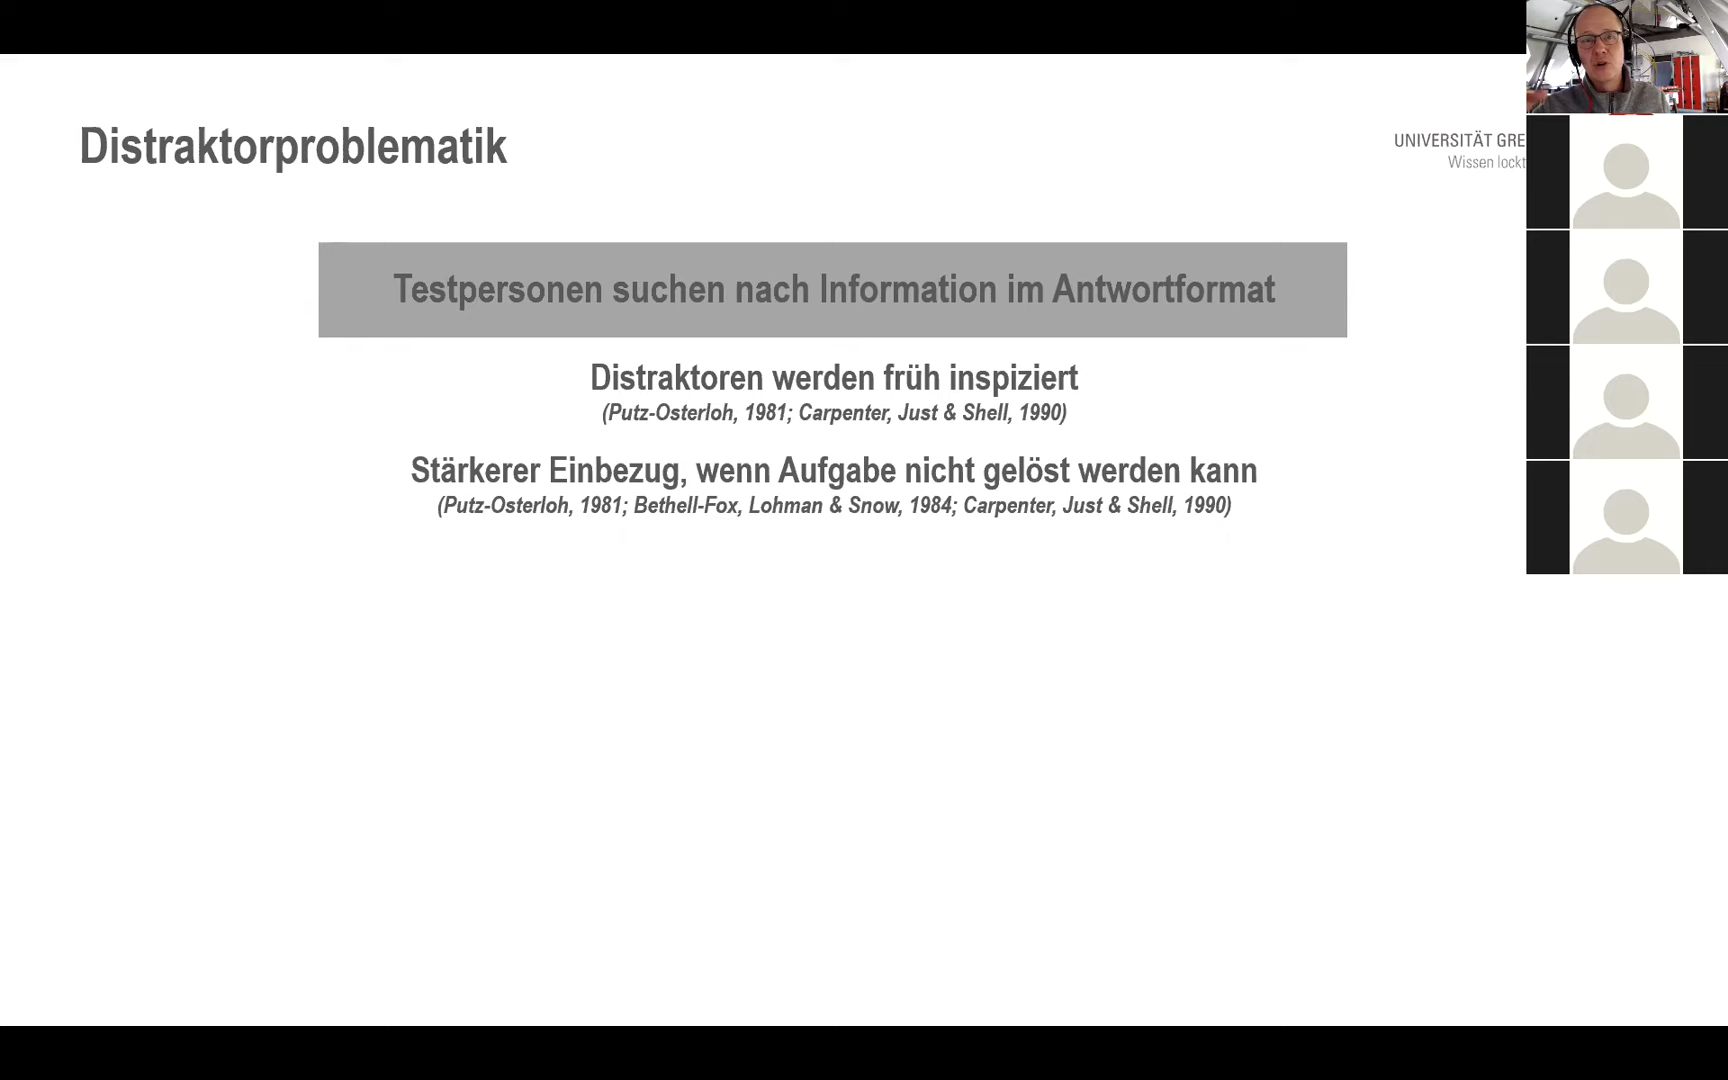 Distraktorproblematik
UNIVERSITÄT GRE
Wissen lockt
Testpersonen suchen nach Information im Antwortformat
Distraktoren werden früh inspiziert
(Putz-Osterloh, 1981; Carpenter, Just & Shell, 1990)
Stärkerer Einbezug, wenn Aufgabe nicht gelöst werden kann
(Putz-Osterloh, 1981; Bethell-Fox, Lohman & Snow, 1984; Carpenter, Just & Shell, 1990)